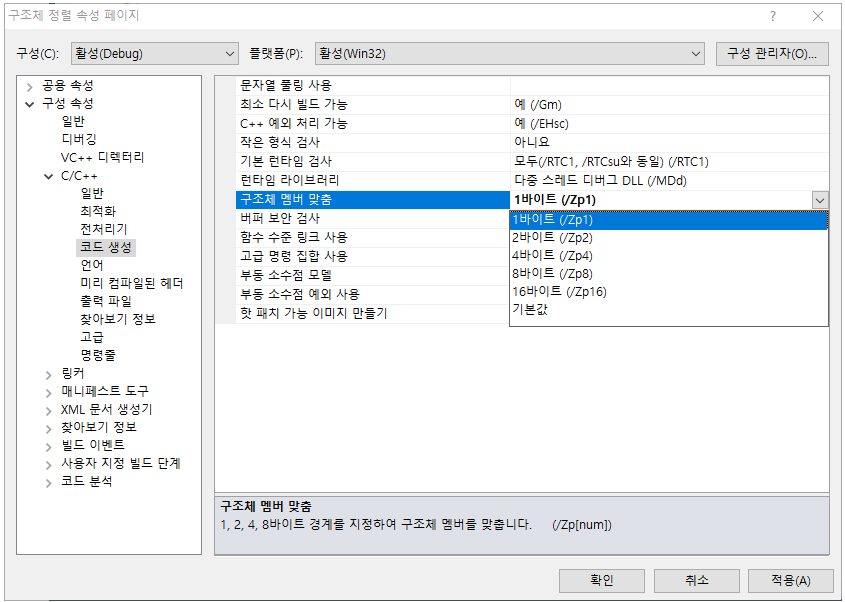 구조체 정렬 속성 페이지
구성(C): 활성(Debug) 플랫폼(P): 활성(Win32) 구성 관리자(O)...
공용 속성
구성 속성
일반
디버깅
VC++ 디렉터리
C/C++
일반
최적화
전처리기
코드 생성
언어
미리 컴파일된 헤더
출력 파일
찾아보기 정보
고급
명령줄
링커
매니페스트 도구
XML 문서 생성기
찾아보기 정보
빌드 이벤트
사용자 지정 빌드 단계
코드 분석
문자열 풀링 사용
최소 다시 빌드 가능 예 (/Gm)
C++ 예외 처리 가능 예 (/EHsc)
작은 형식 검사 아니요
기본 런타임 검사 모두(/RTC1, /RTCsu와 동일) (/RTC1)
런타임 라이브러리 다중 스레드 디버그 DLL (/MDd)
구조체 멤버 맞춤 1바이트 (/Zp1)
버퍼 보안 검사
함수 수준 링크 사용
고급 명령 집합 사용
부동 소수점 모델
부동 소수점 예외 사용
핫 패치 가능 이미지 만들기
1바이트 (/Zp1)
2바이트 (/Zp2)
4바이트 (/Zp4)
8바이트 (/Zp8)
16바이트 (/Zp16)
기본값
구조체 멤버 맞춤
1, 2, 4, 8바이트 경계를 지정하여 구조체 멤버를 맞춥니다. (/Zp[num])
확인 취소 적용(A)